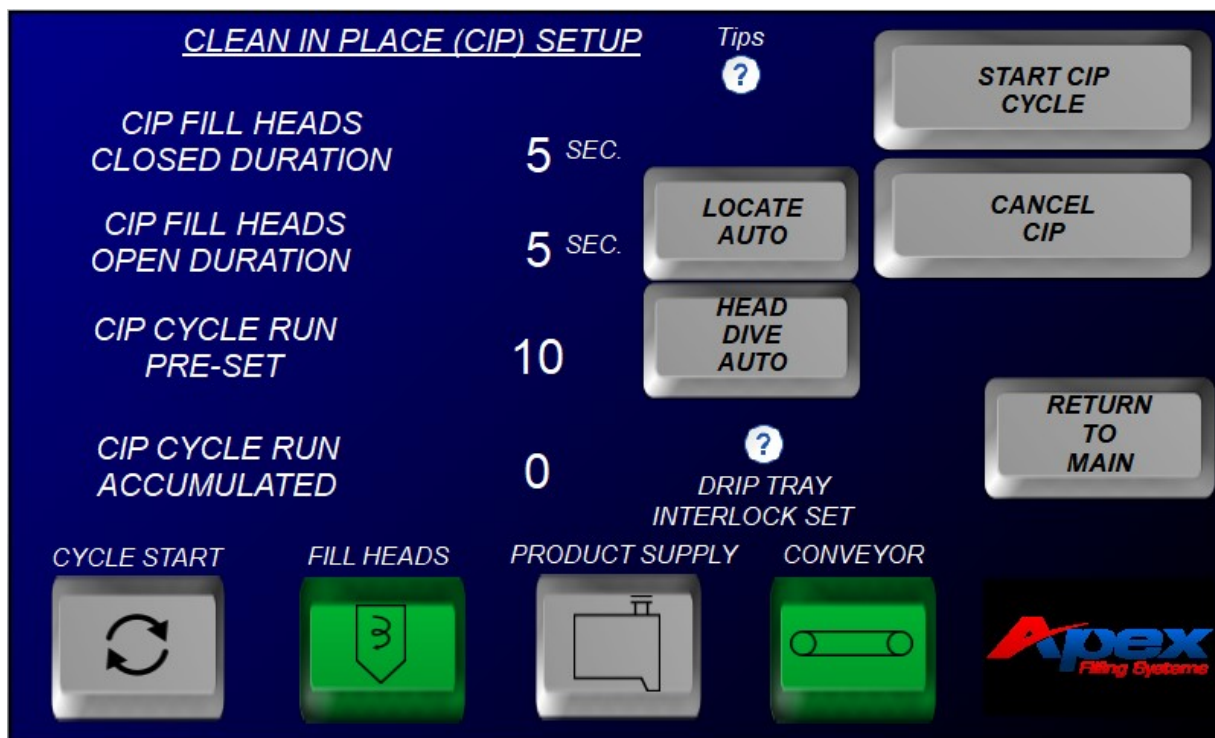 CLEAN IN PLACE (CIP) SETUP
Tips
?
START CIP
CYCLE
CIP FILL HEADS
CLOSED DURATION
5 SEC.
LOCATE
AUTO
CANCEL
CIP
CIP FILL HEADS
OPEN DURATION
5 SEC.
HEAD
DIVE
AUTO
CIP CYCLE RUN
PRE-SET
10
RETURN
TO
MAIN
CIP CYCLE RUN
ACCUMULATED
0
?
DRIP TRAY
INTERLOCK SET
CYCLE START
FILL HEADS
PRODUCT SUPPLY
CONVEYOR
Apex
Filling Systems